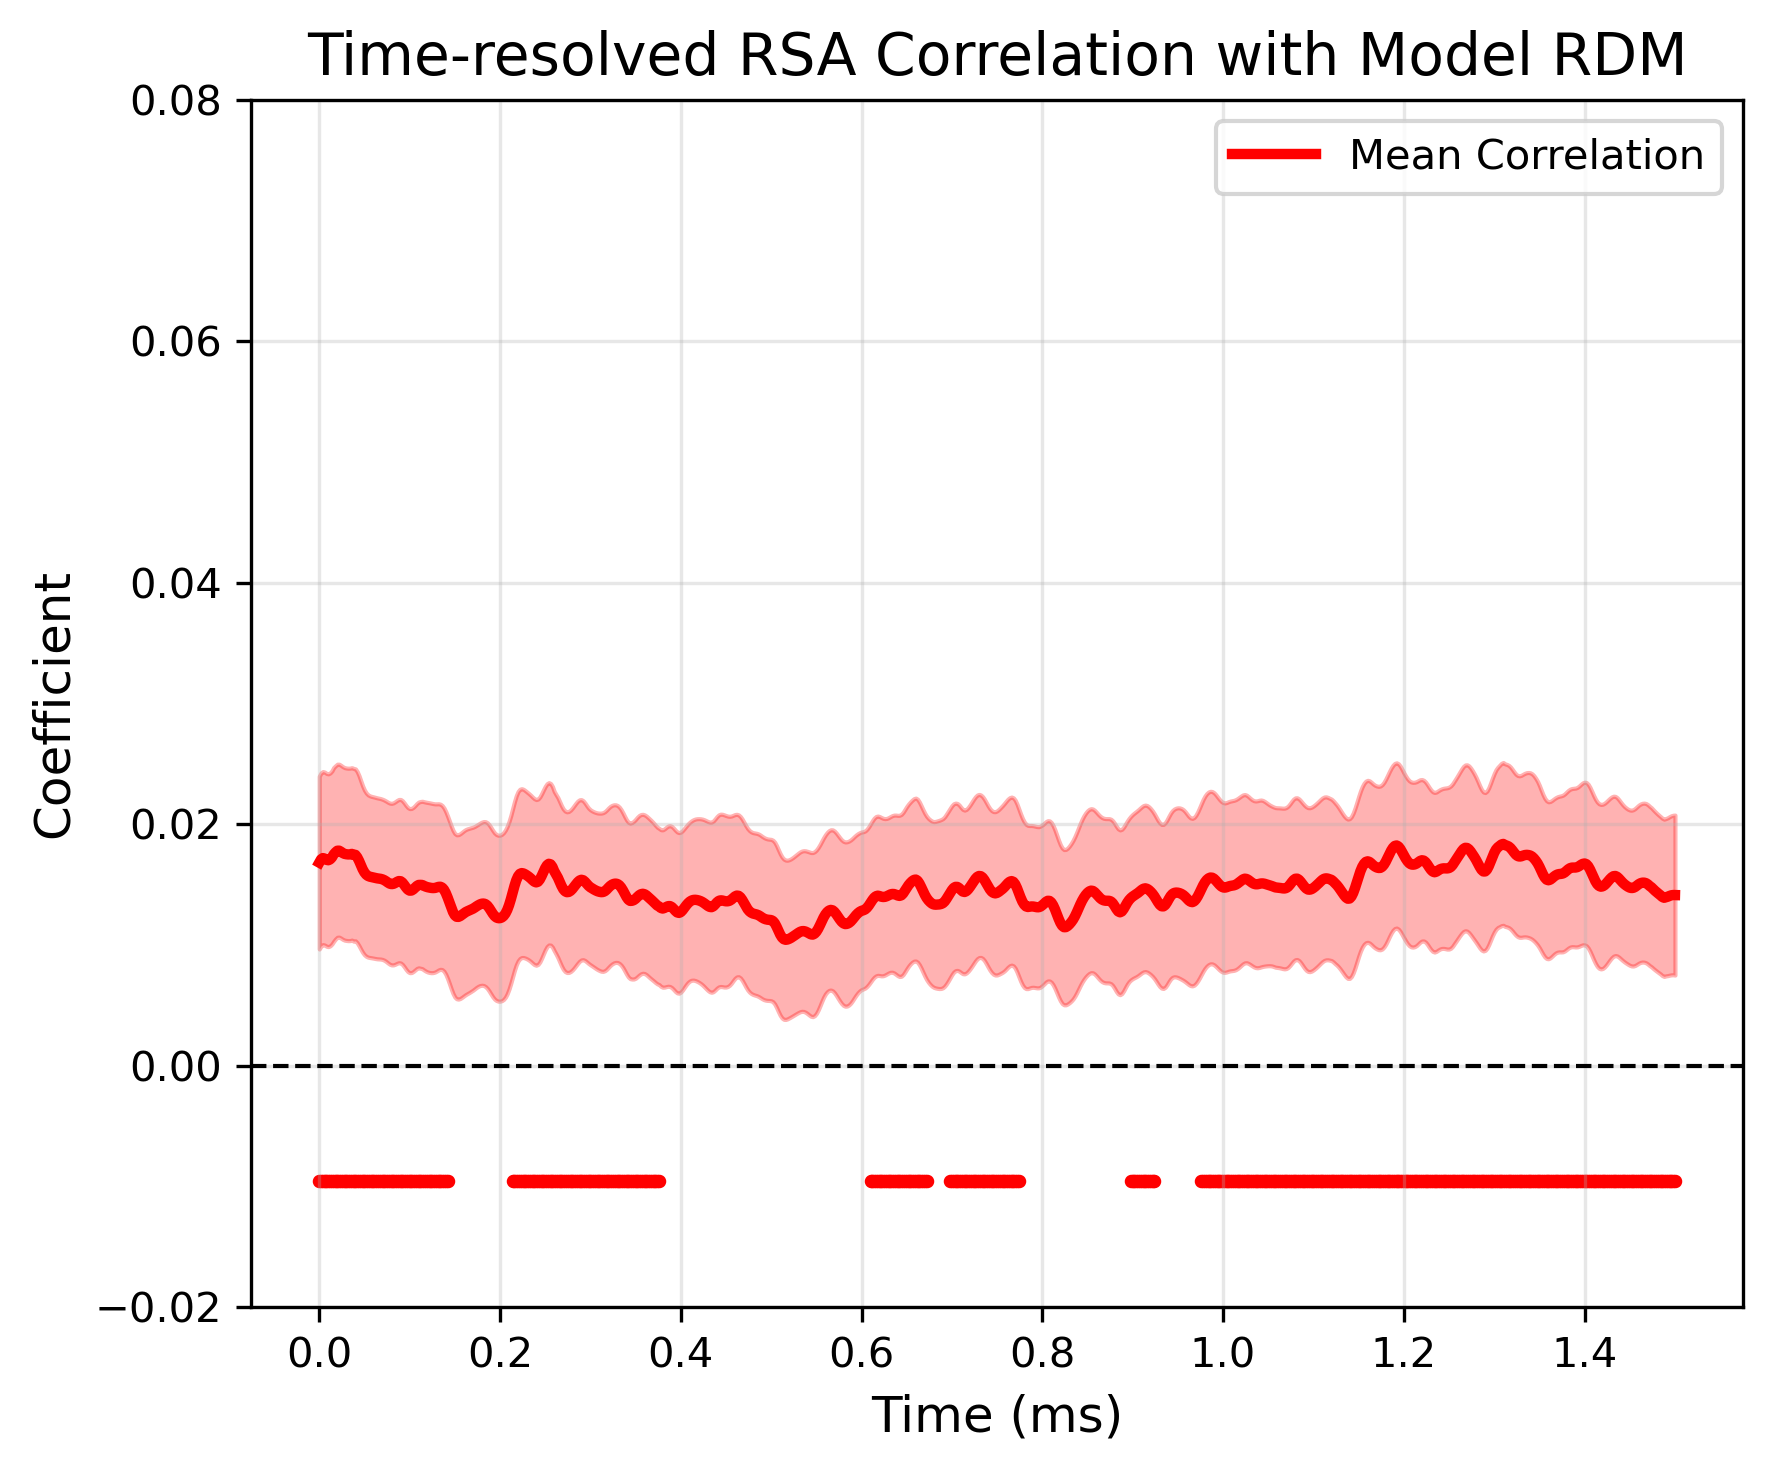 Time-resolved RSA Correlation with Model RDM
Mean Correlation
Coefficient
0.08
0.06
0.04
0.02
0.00
−0.02
0.0 0.2 0.4 0.6 0.8 1.0 1.2 1.4
Time (ms)